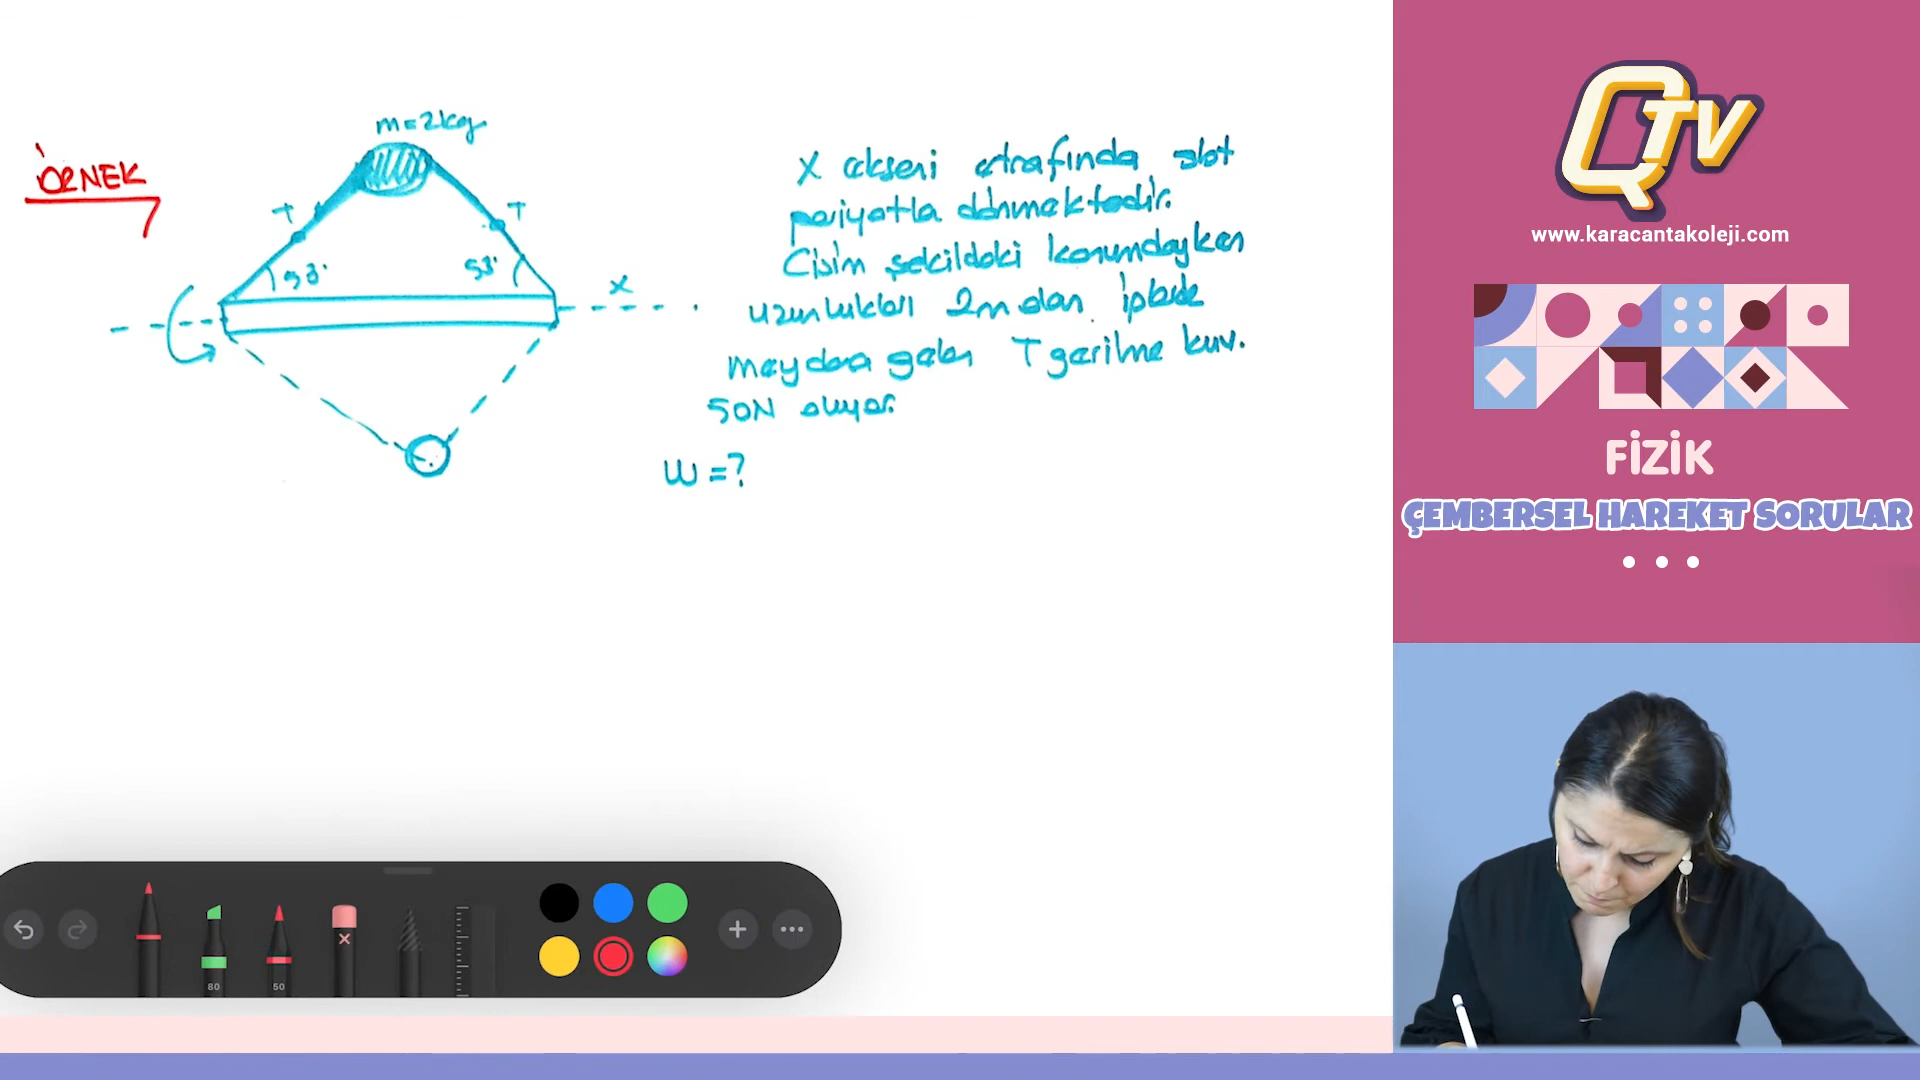 ÖRNEK
m=2kg
T
T
53°
53°
X
X ekseni etrafında sbt
periyotla dönmektedir.
Cisim şekildeki konumdayken
uzunlukları 2m olan iplerde
meydana gelen T gerilme kuv.
50N oluyor.
W=?
80
50
QTV
www.karacantakoleji.com
FİZİK
ÇEMBERSEL HAREKET SORULAR